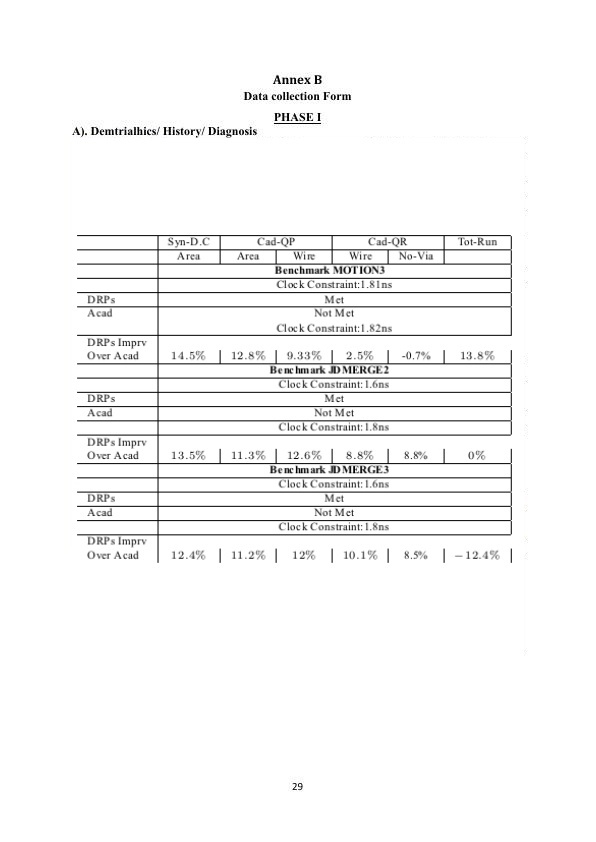 Annex B
Data collection Form
PHASE I
A). Demtrialhics/ History/ Diagnosis
Syn-D.C Cad-QP Cad-QR Tot-Run
Area Area Wire Wire No-Via
Benchmark MOTION3
Clock Constraint:1.81ns
DRPs Met
Acad Not Met
Clock Constraint:1.82ns
DRPs Imprv
Over Acad 14.5% 12.8% 9.33% 2.5% -0.7% 13.8%
Benchmark JDMERGE2
Clock Constraint:1.6ns
DRPs Met
Acad Not Met
Clock Constraint:1.8ns
DRPs Imprv
Over Acad 13.5% 11.3% 12.6% 8.8% 8.8% 0%
Benchmark JDMERGE3
Clock Constraint:1.6ns
DRPs Met
Acad Not Met
Clock Constraint:1.8ns
DRPs Imprv
Over Acad 12.4% 11.2% 12% 10.1% 8.5% −12.4%
29